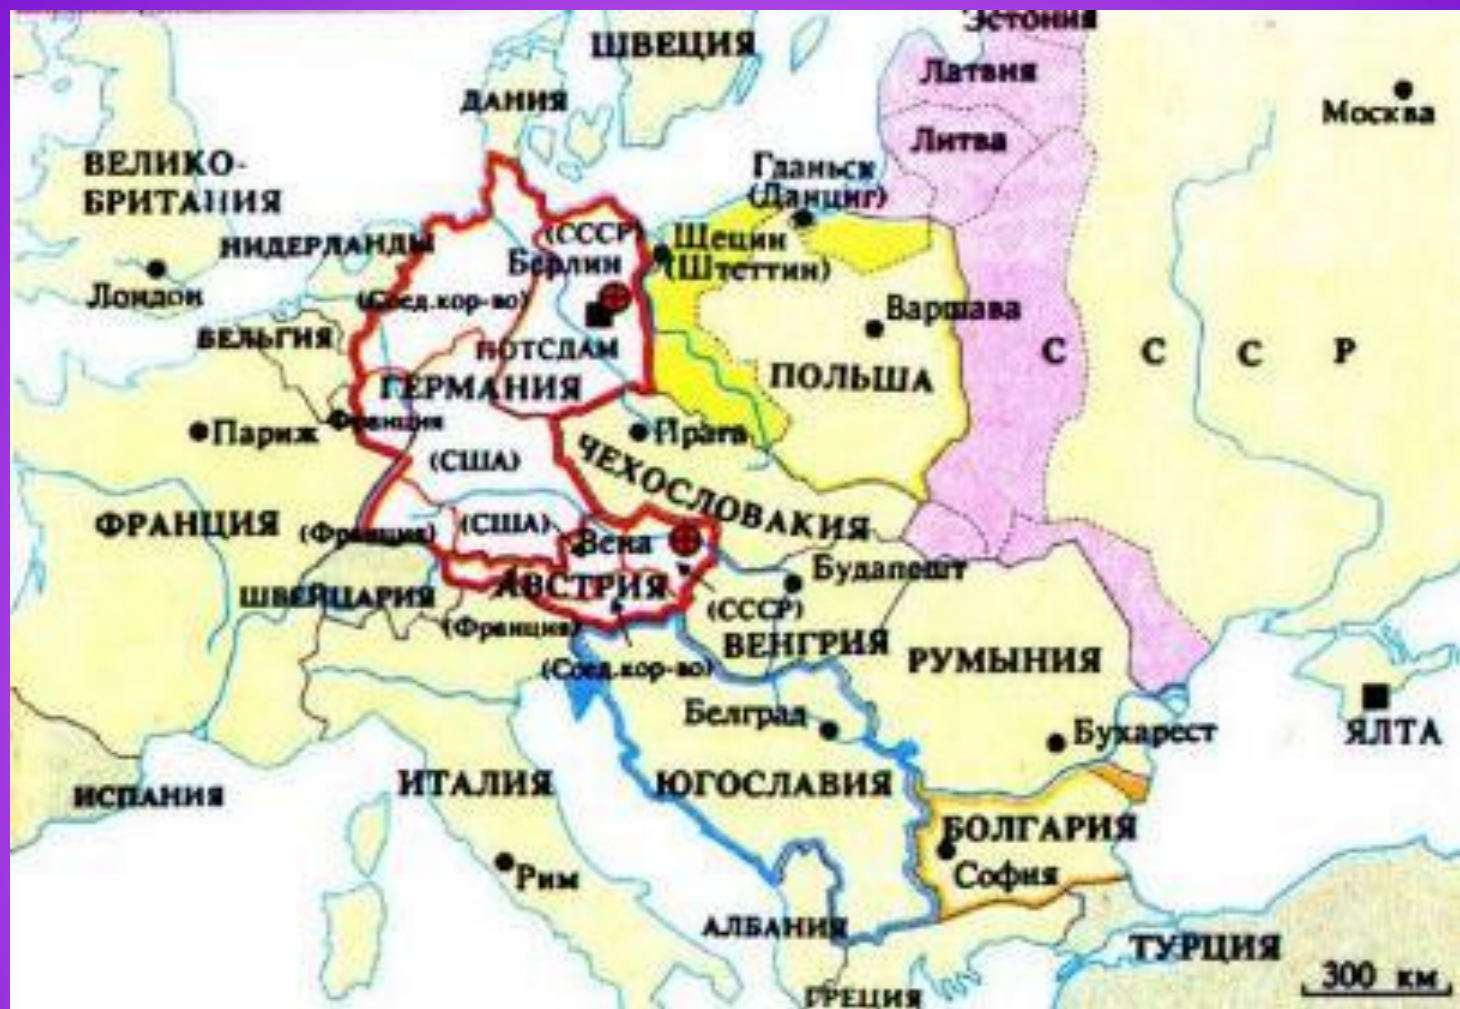 Эстония
ШВЕЦИЯ
Латвия
ДАНИЯ
Москва
Литва
ВЕЛИКО-
БРИТАНИЯ
Гданьск
(Данциг)
НИДЕРЛАНДЫ
(СССР)
Щецин
(Штеттин)
Берлин
Лондон
(Соед.кор-во)
Варшава
БЕЛЬГИЯ
ПОТСДАМ
С С С Р
ГЕРМАНИЯ
ПОЛЬША
Франция
Париж
Прага
(США)
ЧЕХОСЛОВАКИЯ
ФРАНЦИЯ
(Франция)
(США)
Вена
Будапешт
АВСТРИЯ
ШВЕЙЦАРИЯ
(СССР)
(Франция)
ВЕНГРИЯ
РУМЫНИЯ
(Соед.кор-во)
Белград
Бухарест
ЯЛТА
ИСПАНИЯ
ИТАЛИЯ
ЮГОСЛАВИЯ
БОЛГАРИЯ
Рим
София
АЛБАНИЯ
ТУРЦИЯ
300 км
ГРЕЦИЯ